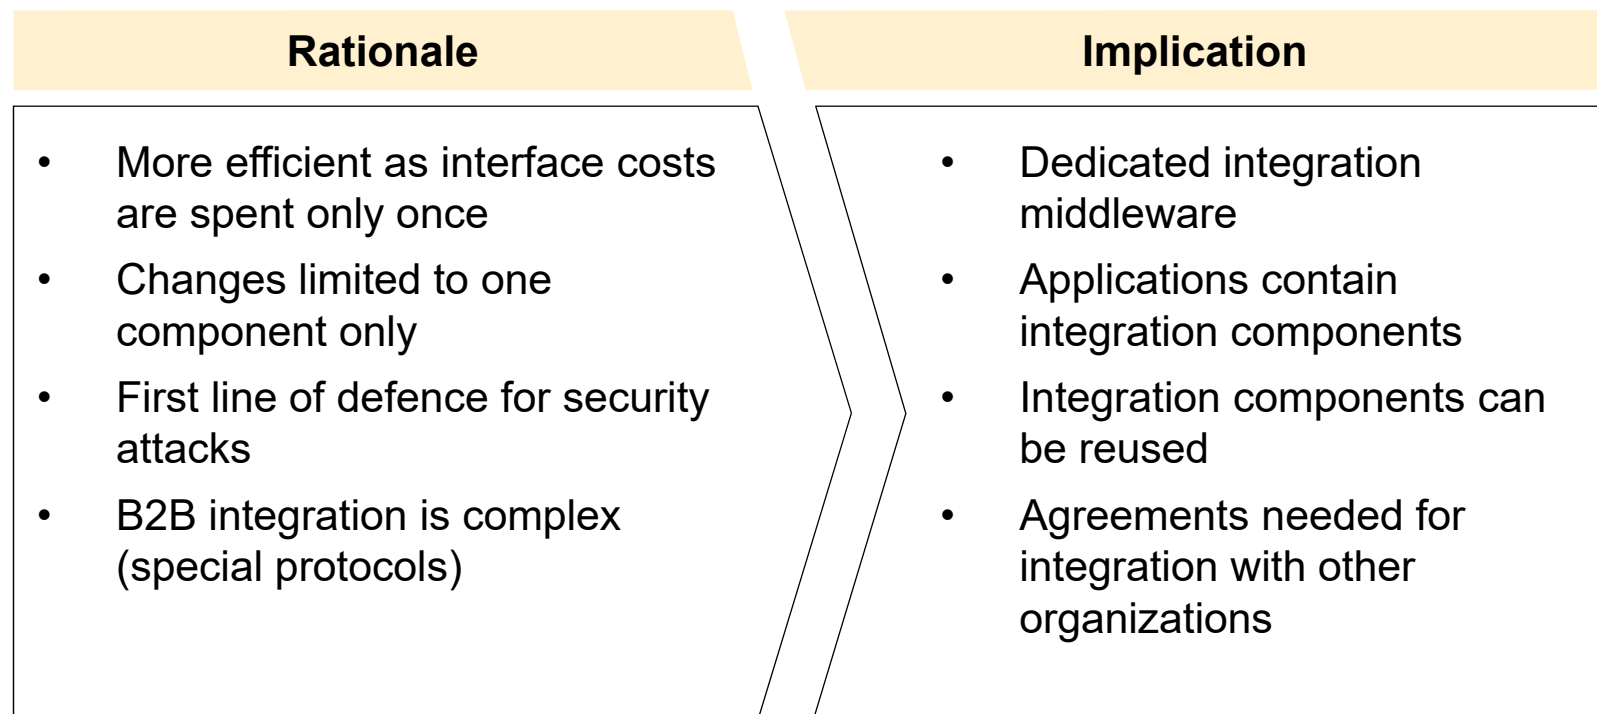 Rationale
• More efficient as interface costs
are spent only once
• Changes limited to one
component only
• First line of defence for security
attacks
• B2B integration is complex
(special protocols)
Implication
• Dedicated integration
middleware
• Applications contain
integration components
• Integration components can
be reused
• Agreements needed for
integration with other
organizations